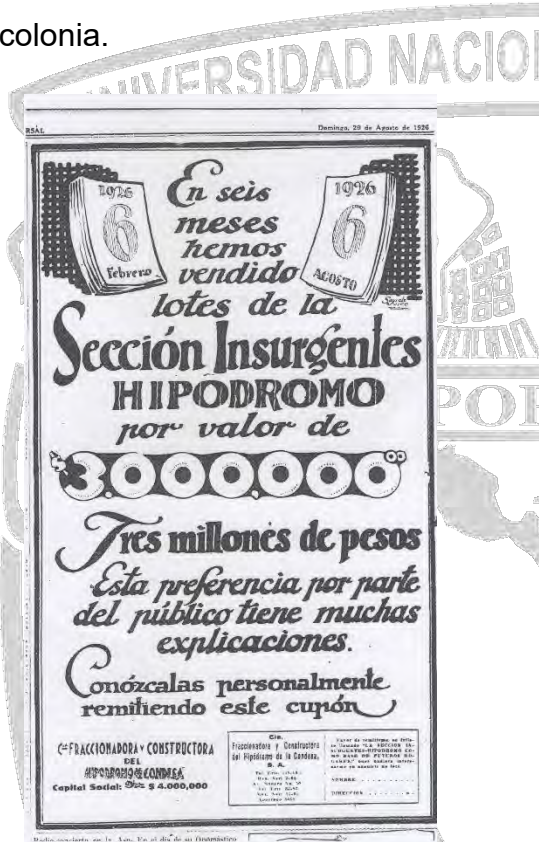 colonia.
UNIVERSIDAD NACIO
RSAL
Domingo, 29 de Agosto de 1926
1926
6
Febrero
1926
6
AGOSTO
En seis
meses
hemos
vendido
lotes de la
Sección Insurgentes
HIPODROMO
por valor de
$3,000,000.00
Tres millones de pesos
Esta preferencia por parte
del público tiene muchas
explicaciones.
Conózcalas personalmente
remitiendo este cupón
Cía FRACCIONADORA Y CONSTRUCTORA
DEL
HIPODROMO de la CONDESA
Capital Social: $4.000,000
Cía.
Fraccionadora y Constructora
del Hipódromo de la Condesa,
S. A.
NOMBRE
DIRECCION